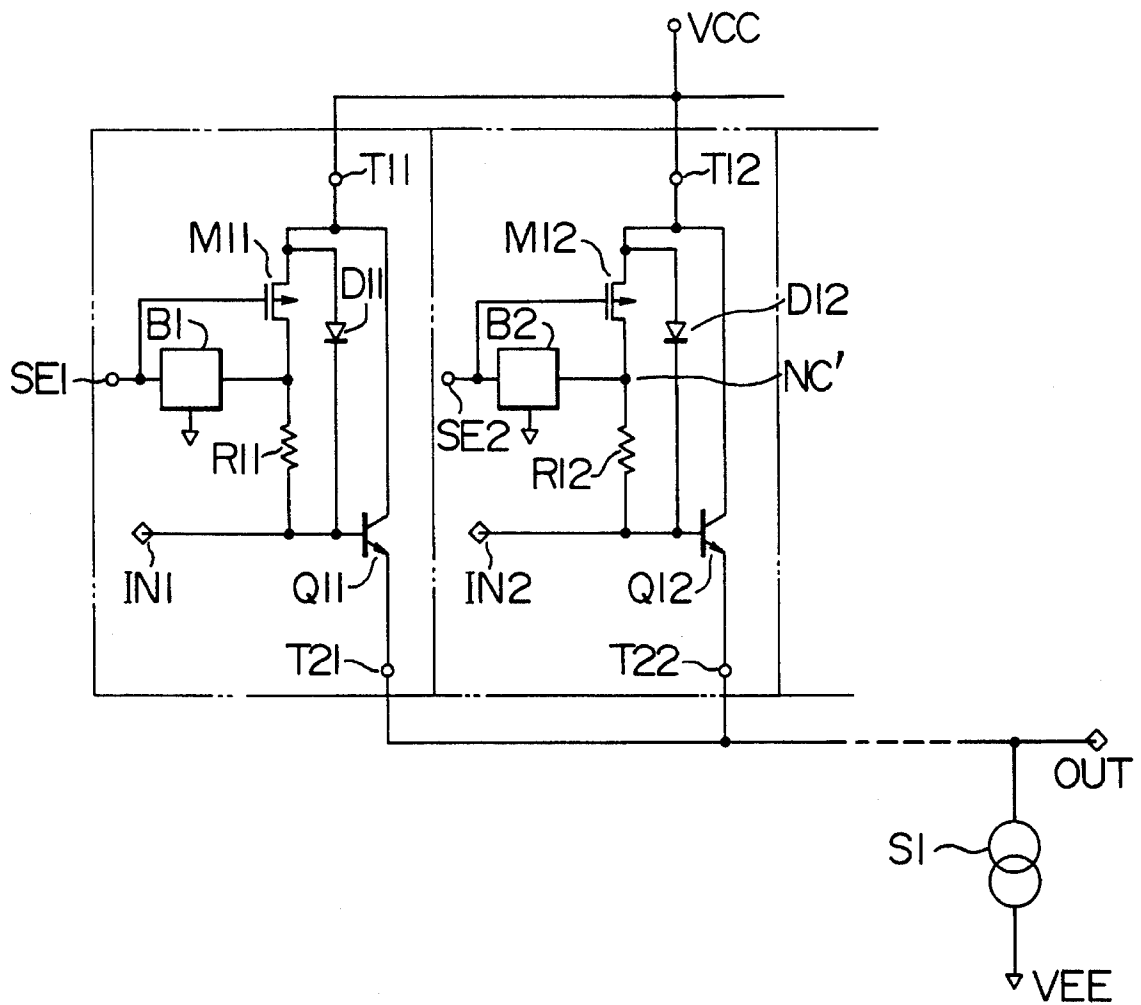 VCC
T11
T12
M11
M12
D11
D12
B1
B2
SE1
NC'
SE2
R11
R12
IN1
Q11
IN2
Q12
T21
T22
OUT
S1
VEE